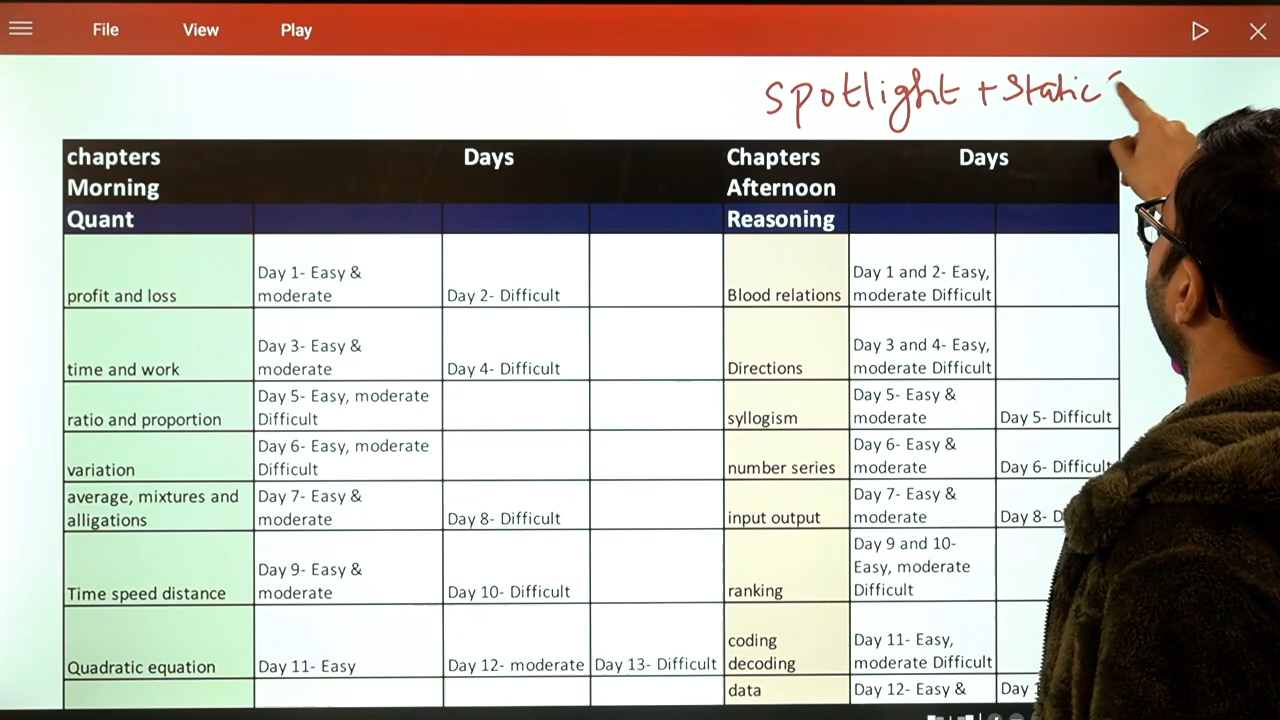 File View Play
spotlight + Static
chapters Days Chapters Days
Morning Afternoon
Quant Reasoning
profit and loss Day 1- Easy & moderate Day 2- Difficult Blood relations Day 1 and 2- Easy, moderate Difficult
time and work Day 3- Easy & moderate Day 4- Difficult Directions Day 3 and 4- Easy, moderate Difficult
ratio and proportion Day 5- Easy, moderate Difficult syllogism Day 5- Easy & moderate Day 5- Difficult
variation Day 6- Easy, moderate Difficult number series Day 6- Easy & moderate Day 6- Difficult
average, mixtures and alligations Day 7- Easy & moderate Day 8- Difficult input output Day 7- Easy & moderate Day 8- D
Time speed distance Day 9- Easy & moderate Day 10- Difficult ranking Day 9 and 10- Easy, moderate Difficult
Quadratic equation Day 11- Easy Day 12- moderate Day 13- Difficult coding decoding Day 11- Easy, moderate Difficult
data Day 12- Easy & Day